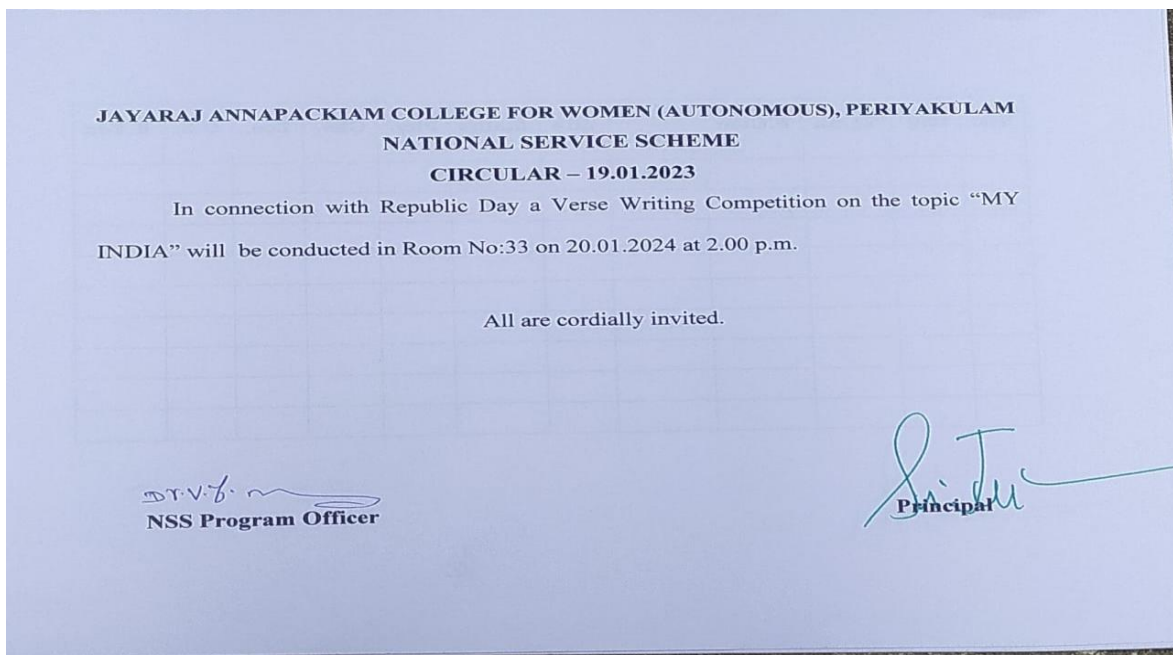 JAYARAJ ANNAPACKIAM COLLEGE FOR WOMEN (AUTONOMOUS), PERIYAKULAM
NATIONAL SERVICE SCHEME
CIRCULAR – 19.01.2023
In connection with Republic Day a Verse Writing Competition on the topic “MY
INDIA” will be conducted in Room No:33 on 20.01.2024 at 2.00 p.m.
All are cordially invited.
Dr.V.
NSS Program Officer
Principal